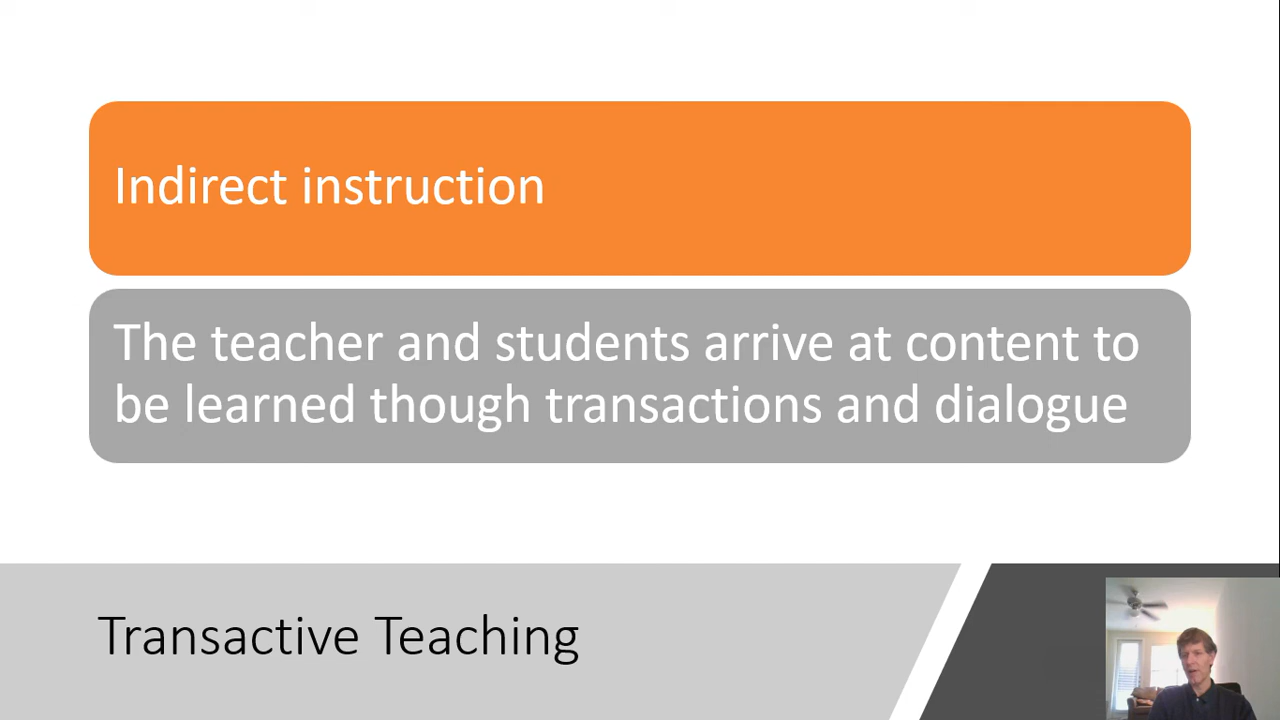 Indirect instruction
The teacher and students arrive at content to
be learned though transactions and dialogue
Transactive Teaching